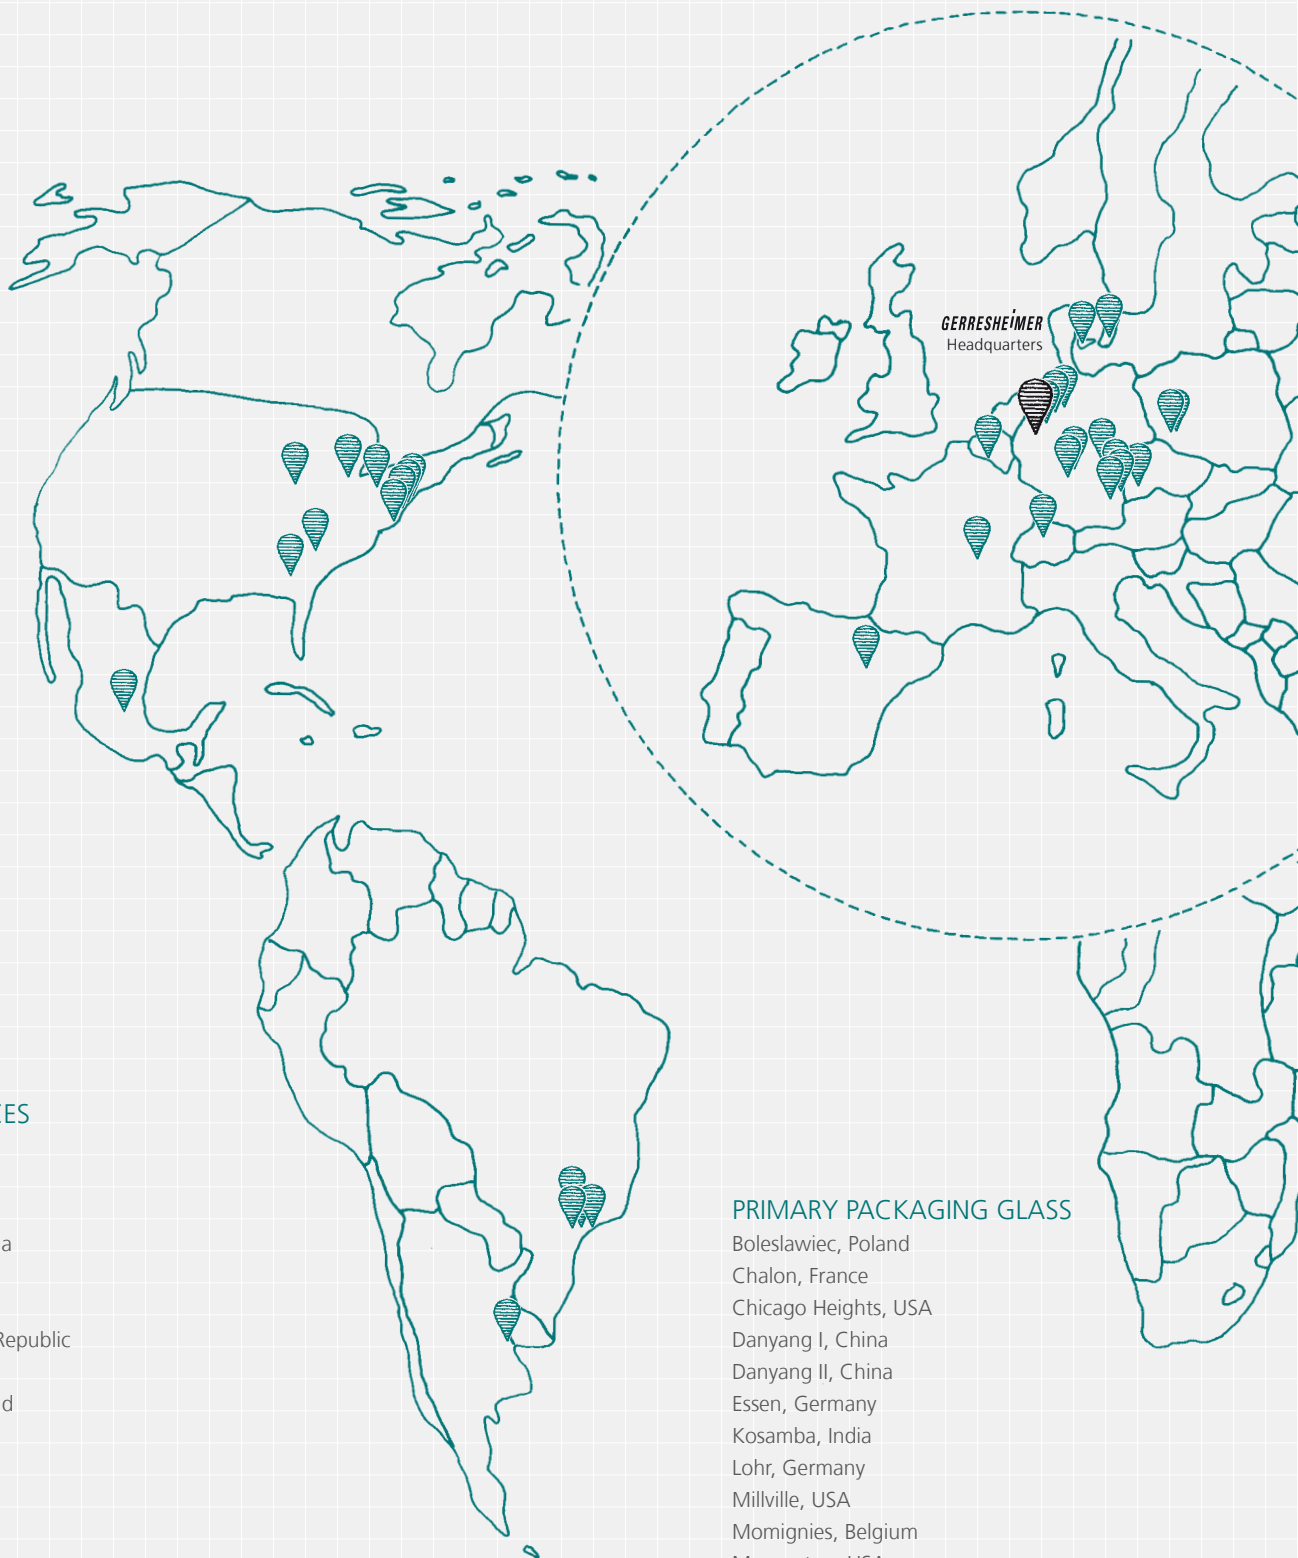 GERRESHEIMER
Headquarters
a
Republic
d
PRIMARY PACKAGING GLASS
Boleslawiec, Poland
Chalon, France
Chicago Heights, USA
Danyang I, China
Danyang II, China
Essen, Germany
Kosamba, India
Lohr, Germany
Millville, USA
Momignies, Belgium